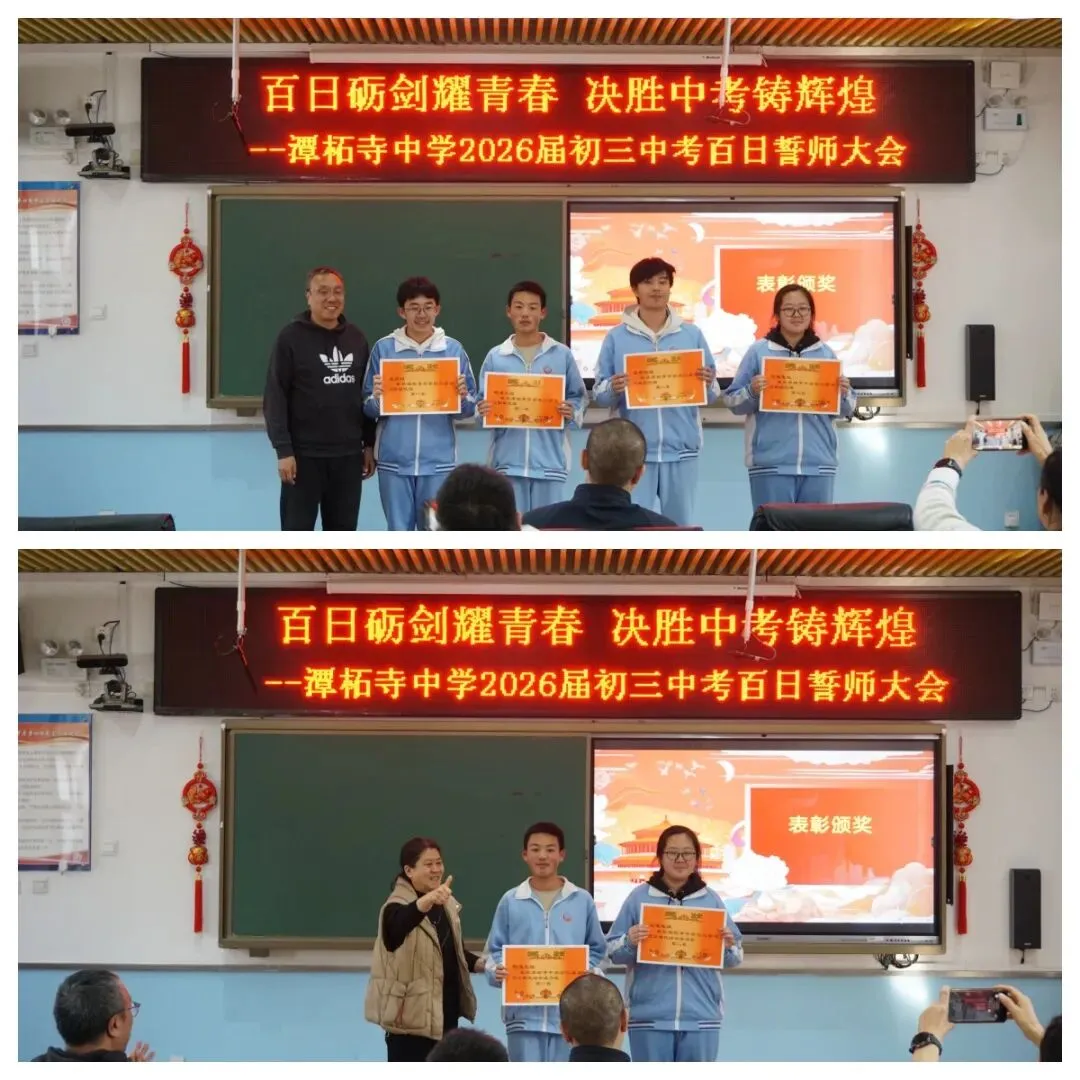 百日砺剑耀青春 决胜中考铸辉煌
--潭柘寺中学2026届初三中考百日誓师大会
表彰颁奖
adidas
百日砺剑耀青春 决胜中考铸辉煌
--潭柘寺中学2026届初三中考百日誓师大会
表彰颁奖